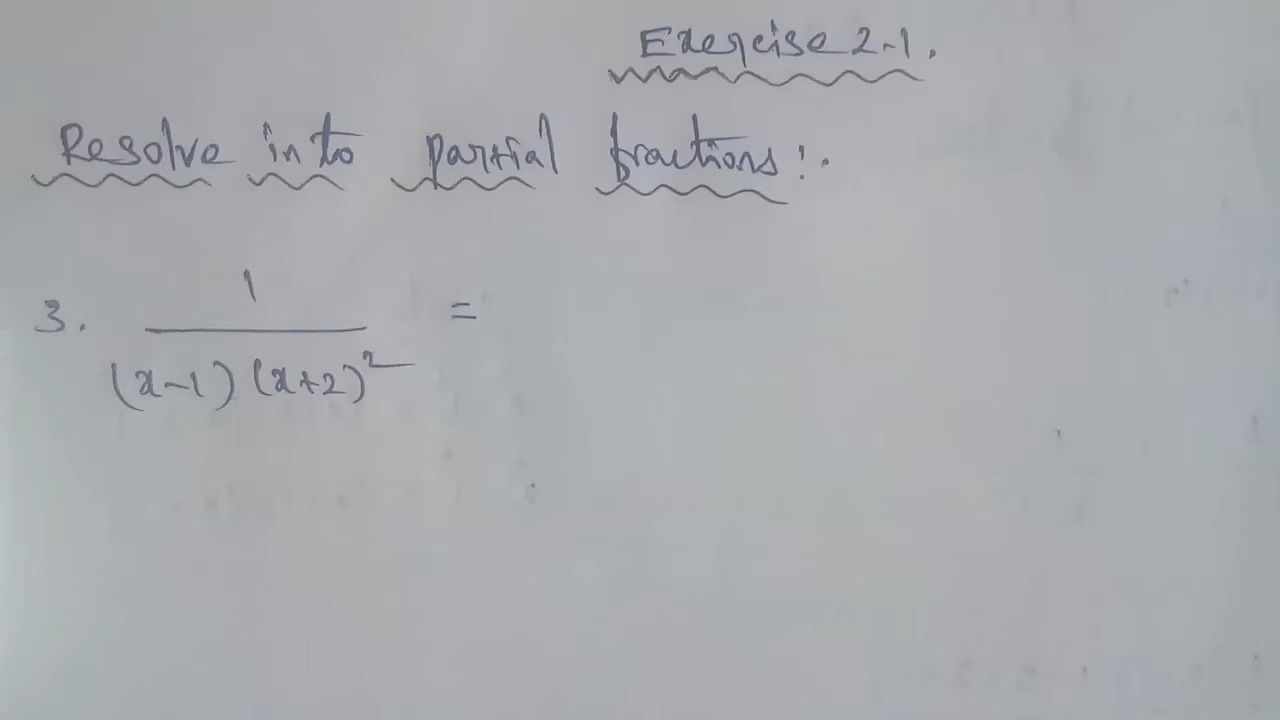 Exercise 2.1.
Resolve into partial fractions:.
3. 1 / (x-1) (x+2)² =